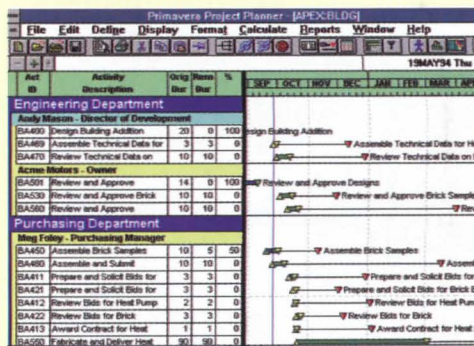 Primavera Project Planner - [APEX:BLDG]
File Edit Define Display Format Calculate Reports Window Help
19MAY94 Thu
Act ID Activity Description Orig Dur Rem Dur %
SEP OCT NOV DEC JAN FEB MAR
Engineering Department
Andy Mason - Director of Development
BA400 Design Building Addition 20 0 100 esign Building Addition
BA469 Assemble Technical Data for 3 3 0 Assemble Technical Data for H
BA470 Review Technical Data on 10 10 0 Review Technical Data on
Acme Motors - Owner
BA501 Review and Approve 14 0 100 Review and Approve Designs
BA530 Review and Approve Brick 10 10 0 Review and Approve Brick Sample
BA560 Review and Approve 10 10 0 Rev
Purchasing Department
Meg Foley - Purchasing Manager
BA450 Assemble Brick Samples 10 5 50 Assemble Brick Samples
BA480 Assemble and Submit 10 10 0 Assemb
BA411 Prepare and Solicit Bids for 3 3 0 Prepare and Solicit Bids for
BA421 Prepare and Solicit Bids for 3 3 0 Prepare and Solicit Bids for Brick
BA412 Review Bids for Heat Pump 2 2 0 Review Bids for Heat Pump
BA422 Review Bids for Brick 3 3 0 Review Bids for Brick
BA413 Award Contract for Heat 1 1 0 Award Contract for Heat
BA550 Fabricate and Deliver Heat 90 90 0